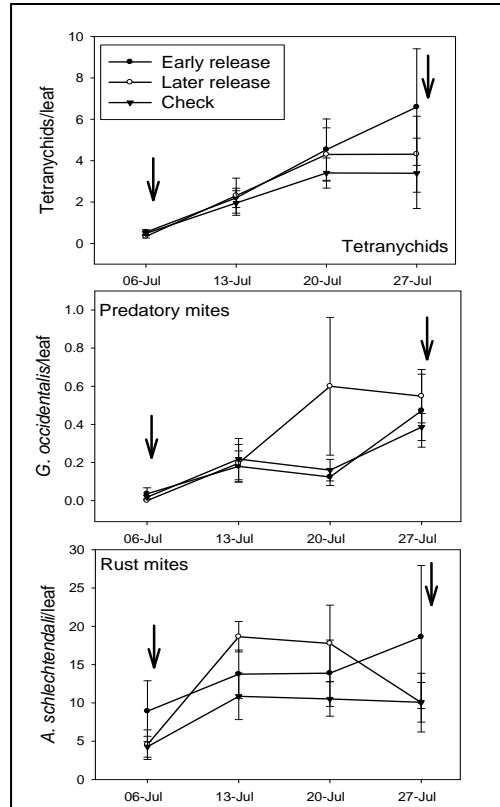 Tetranychids/leaf
10
8
6
4
2
0
Early release
Later release
Check
Tetranychids
06-Jul 13-Jul 20-Jul 27-Jul
G. occidentalis/leaf
1.0
0.8
0.6
0.4
0.2
0.0
Predatory mites
06-Jul 13-Jul 20-Jul 27-Jul
A. schlechtendali/leaf
30
25
20
15
10
5
0
Rust mites
06-Jul 13-Jul 20-Jul 27-Jul